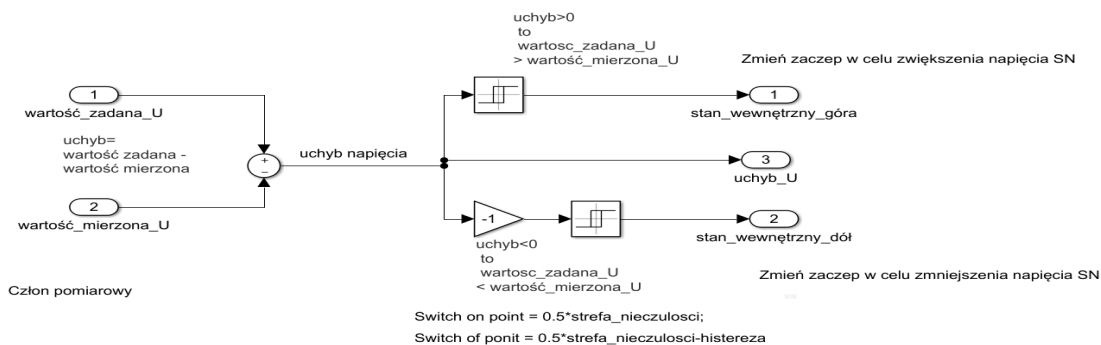 uchyb>0
to
wartosc_zadana_U
> wartość_mierzona_U
Zmień zaczep w celu zwiększenia napięcia SN
1
wartość_zadana_U
1
stan_wewnętrzny_góra
uchyb=
wartość zadana -
wartość mierzona
+
−
uchyb napięcia
3
uchyb_U
2
wartość_mierzona_U
-1
2
stan_wewnętrzny_dół
uchyb<0
to
wartosc_zadana_U
< wartość_mierzona_U
Zmień zaczep w celu zmniejszenia napięcia SN
Człon pomiarowy
Switch on point = 0.5*strefa_nieczulosci;
Switch of ponit = 0.5*strefa_nieczulosci-histereza